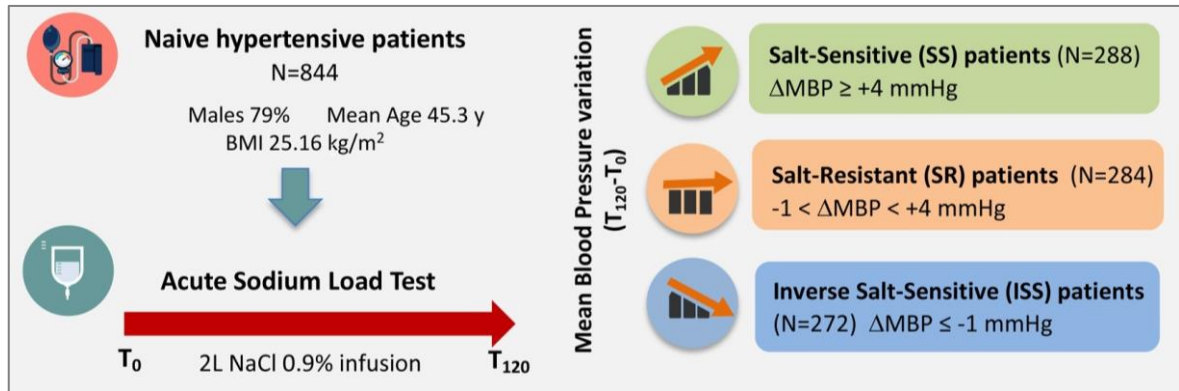 Naive hypertensive patients
N=844
Males 79% Mean Age 45.3 y
BMI 25.16 kg/m²
Acute Sodium Load Test
T₀ 2L NaCl 0.9% infusion T₁₂₀
Mean Blood Pressure variation
(T₁₂₀-T₀)
Salt-Sensitive (SS) patients (N=288)
ΔMBP ≥ +4 mmHg
Salt-Resistant (SR) patients (N=284)
-1 < ΔMBP < +4 mmHg
Inverse Salt-Sensitive (ISS) patients
(N=272) ΔMBP ≤ -1 mmHg